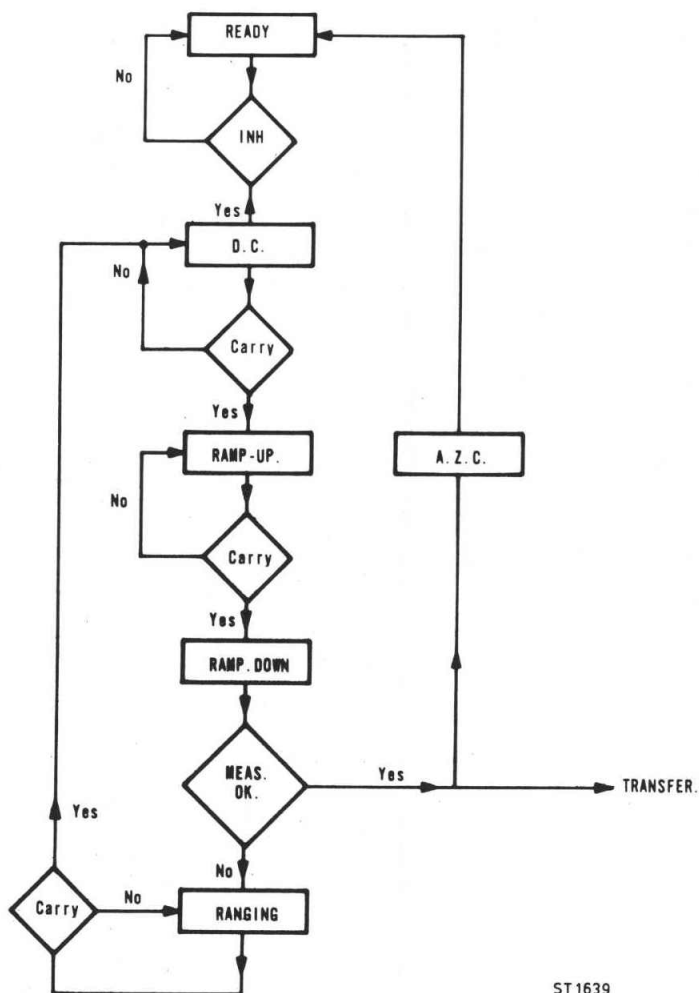 READY
No
INH
Yes
D.C.
No
Carry
Yes
RAMP-UP.
A.Z.C.
No
Carry
Yes
RAMP.DOWN
MEAS.
OK.
Yes
TRANSFER.
Yes
No
Carry
No
RANGING
ST1639